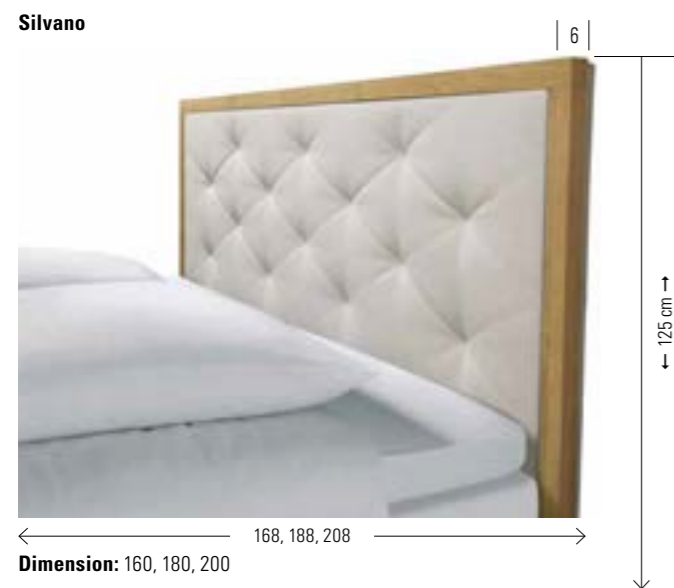 Silvano
6
← 125 cm →
168, 188, 208
Dimension: 160, 180, 200